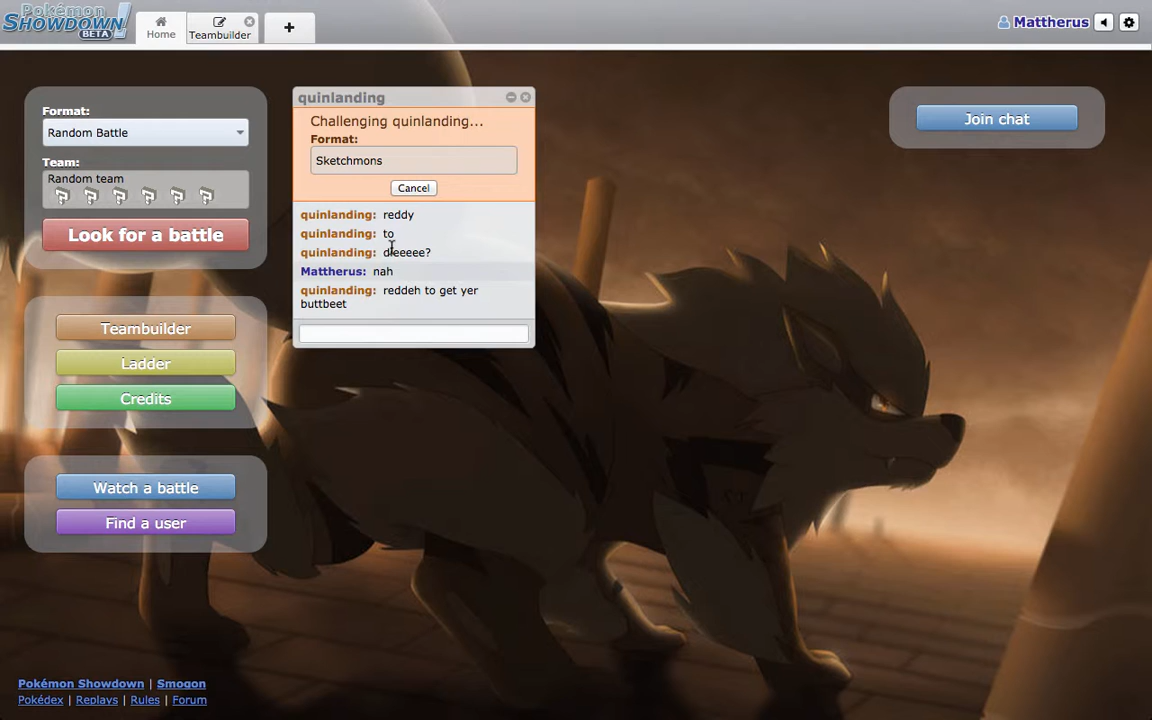 Pokémon
SHOWDOWN!
BETA
Home
Teambuilder
+
Mattherus
Format:
Random Battle
Team:
Random team
Look for a battle
Teambuilder
Ladder
Credits
Watch a battle
Find a user
quinlanding
Challenging quinlanding...
Format:
Sketchmons
Cancel
quinlanding: reddy
quinlanding: to
quinlanding: dieeeee?
Mattherus: nah
quinlanding: reddeh to get yer
buttbeet
Join chat
Pokémon Showdown | Smogon
Pokédex | Replays | Rules | Forum